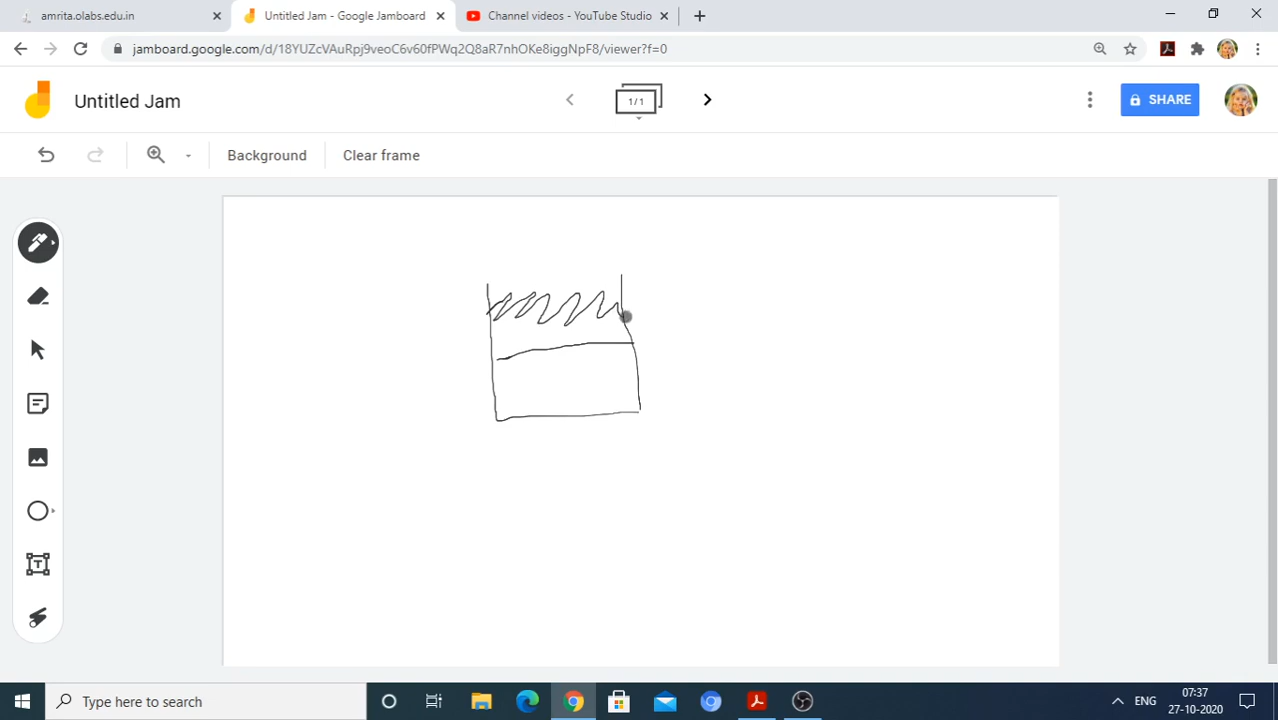 amrita.olabs.edu.in
Untitled Jam - Google Jamboard
Channel videos - YouTube Studio
jamboard.google.com/d/18YUZcVAuRpj9veoC6v60fPWq2Q8aR7nhOKe8iggNpF8/viewer?f=0
Untitled Jam
1/1
SHARE
Background
Clear frame
Type here to search
ENG
07:37
27-10-2020